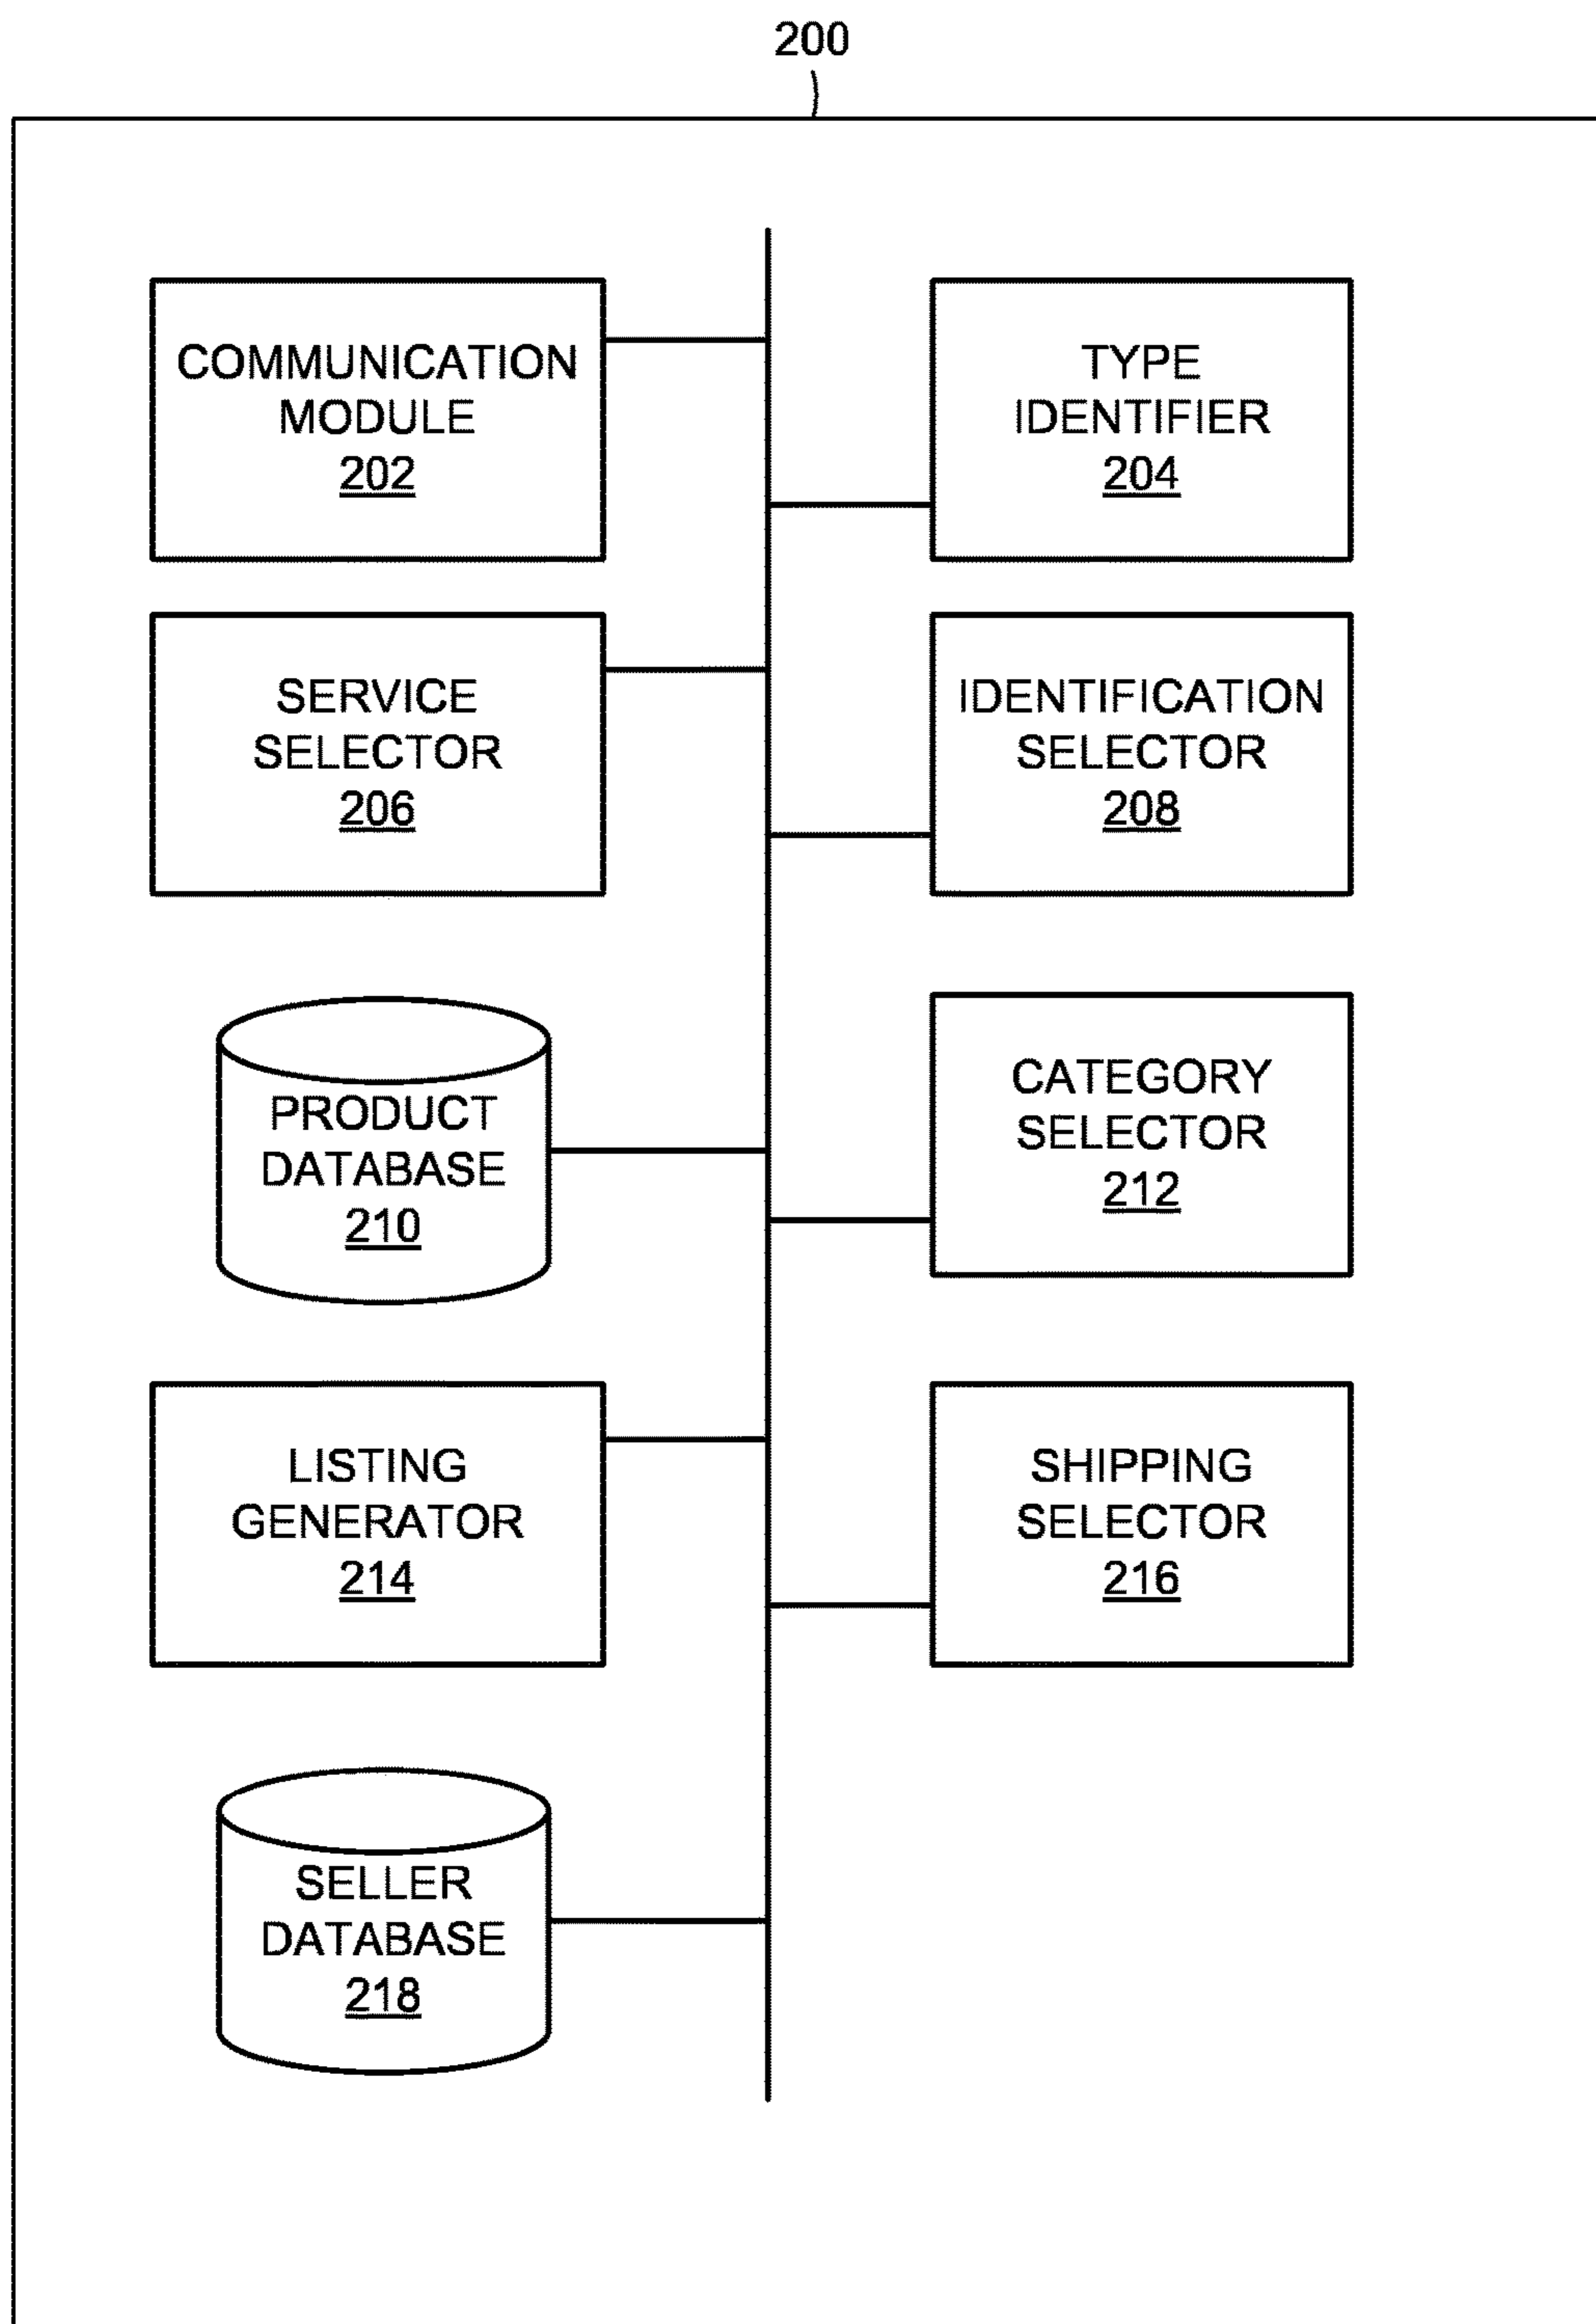 200
COMMUNICATION
MODULE
202
TYPE
IDENTIFIER
204
SERVICE
SELECTOR
206
IDENTIFICATION
SELECTOR
208
PRODUCT
DATABASE
210
CATEGORY
SELECTOR
212
LISTING
GENERATOR
214
SHIPPING
SELECTOR
216
SELLER
DATABASE
218